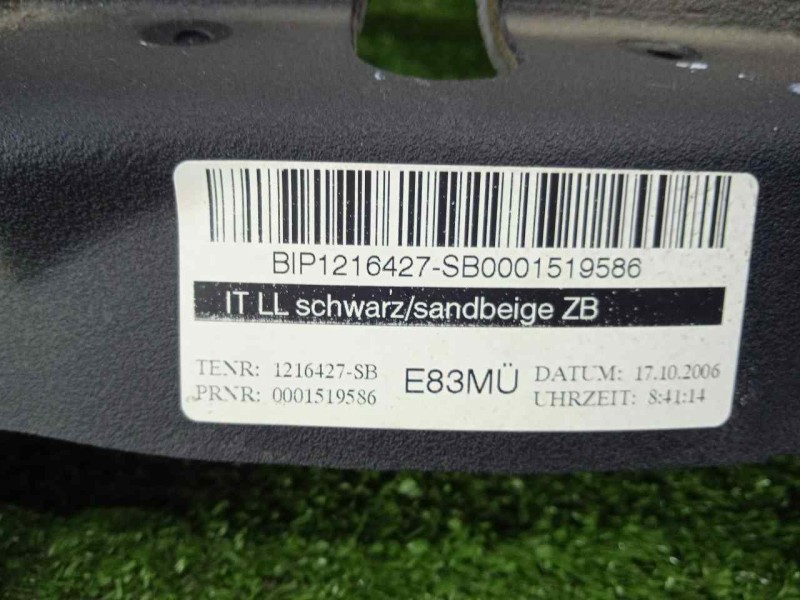 BIP1216427-SB0001519586
IT LL schwarz/sandbeige ZB
TENR: 1216427-SB E83MÜ DATUM: 17.10.2006
PRNR: 0001519586 UHRZEIT: 8:41:14